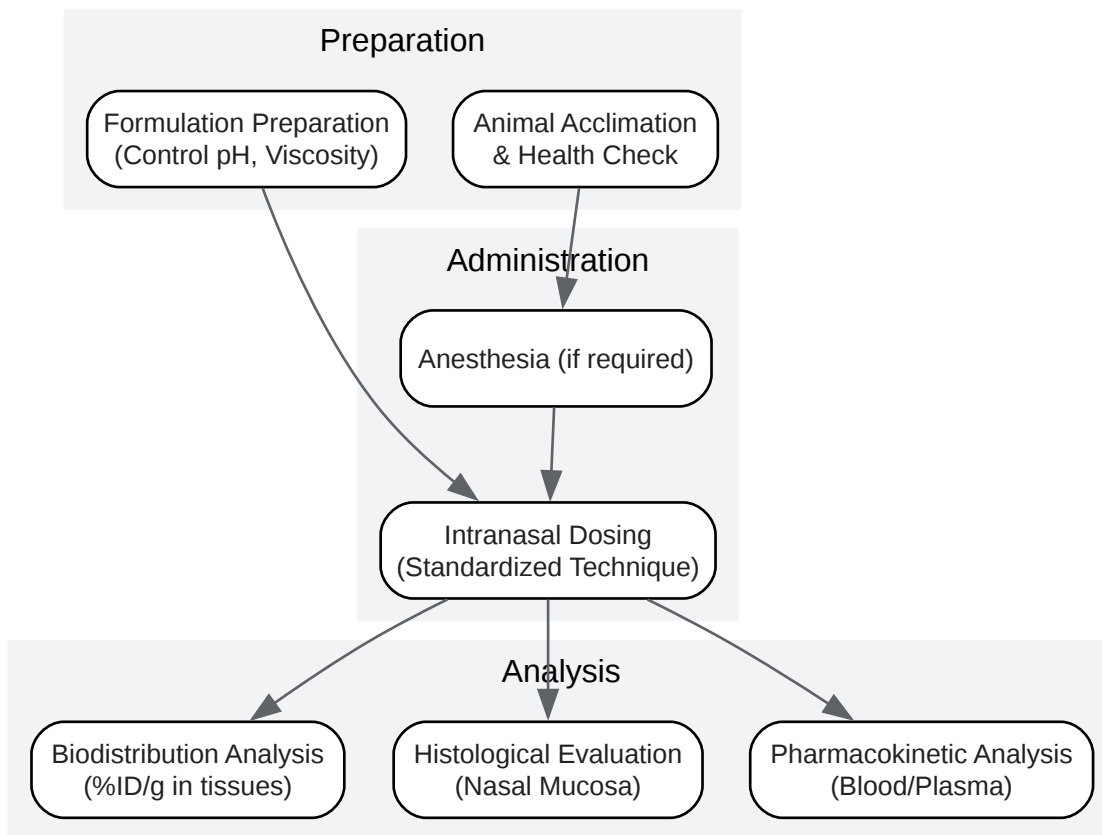 Preparation
Formulation Preparation
(Control pH, Viscosity)
Animal Acclimation
& Health Check
Administration
Anesthesia (if required)
Intranasal Dosing
(Standardized Technique)
Analysis
Biodistribution Analysis
(%ID/g in tissues)
Histological Evaluation
(Nasal Mucosa)
Pharmacokinetic Analysis
(Blood/Plasma)